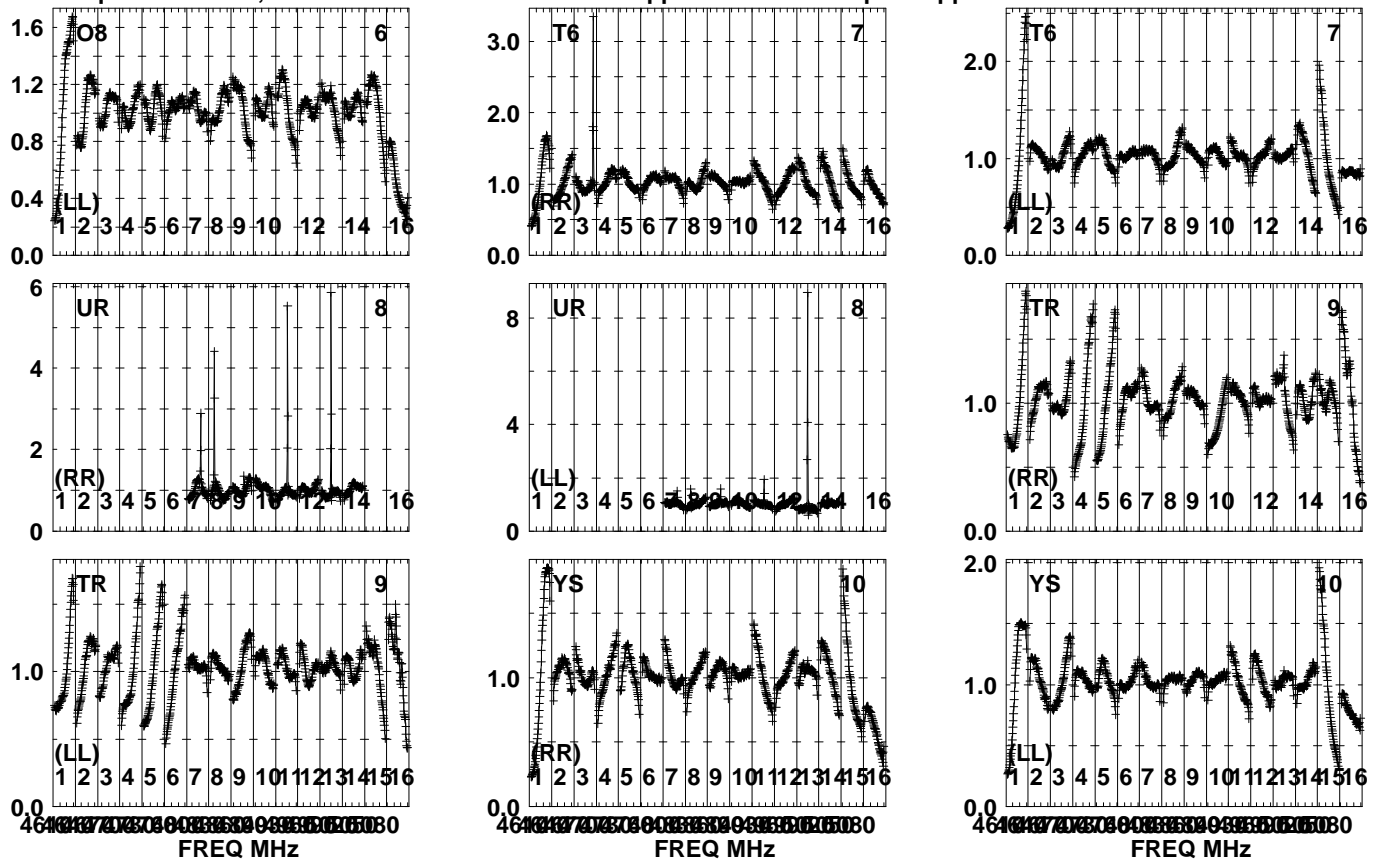 1.6 O8 6
1.2
0.8
0.4 (LL)
1 2 3 4 5 6 7 8 9 10 12 14 16
0.0
T6 7
3.0
2.0
1.0
(RR)
1 2 3 4 5 6 7 8 9 10 12 14 16
0.0
T6 7
2.0
1.0
(LL)
1 2 3 4 5 6 7 8 9 10 12 14 16
0.0
6 UR 8
4
2
(RR)
1 2 3 4 5 6 7 8 9 10 12 14 16
0
UR 8
8
4
(LL)
1 2 3 4 5 6 7 8 9 10 12 14 16
0
TR 9
1.0
(RR)
1 2 3 4 5 6 7 8 9 10 12 14 16
0.0
TR 9
1.0
(LL)
1 2 3 4 5 6 7 8 9 10 11 12 13 14 15 16
0.0
FREQ MHz
YS 10
1.0
(RR)
1 2 3 4 5 6 7 8 9 10 11 12 13 14 15 16
0.0
FREQ MHz
2.0 YS 10
1.0
(LL)
1 2 3 4 5 6 7 8 9 10 11 12 13 14 15 16
0.0
FREQ MHz